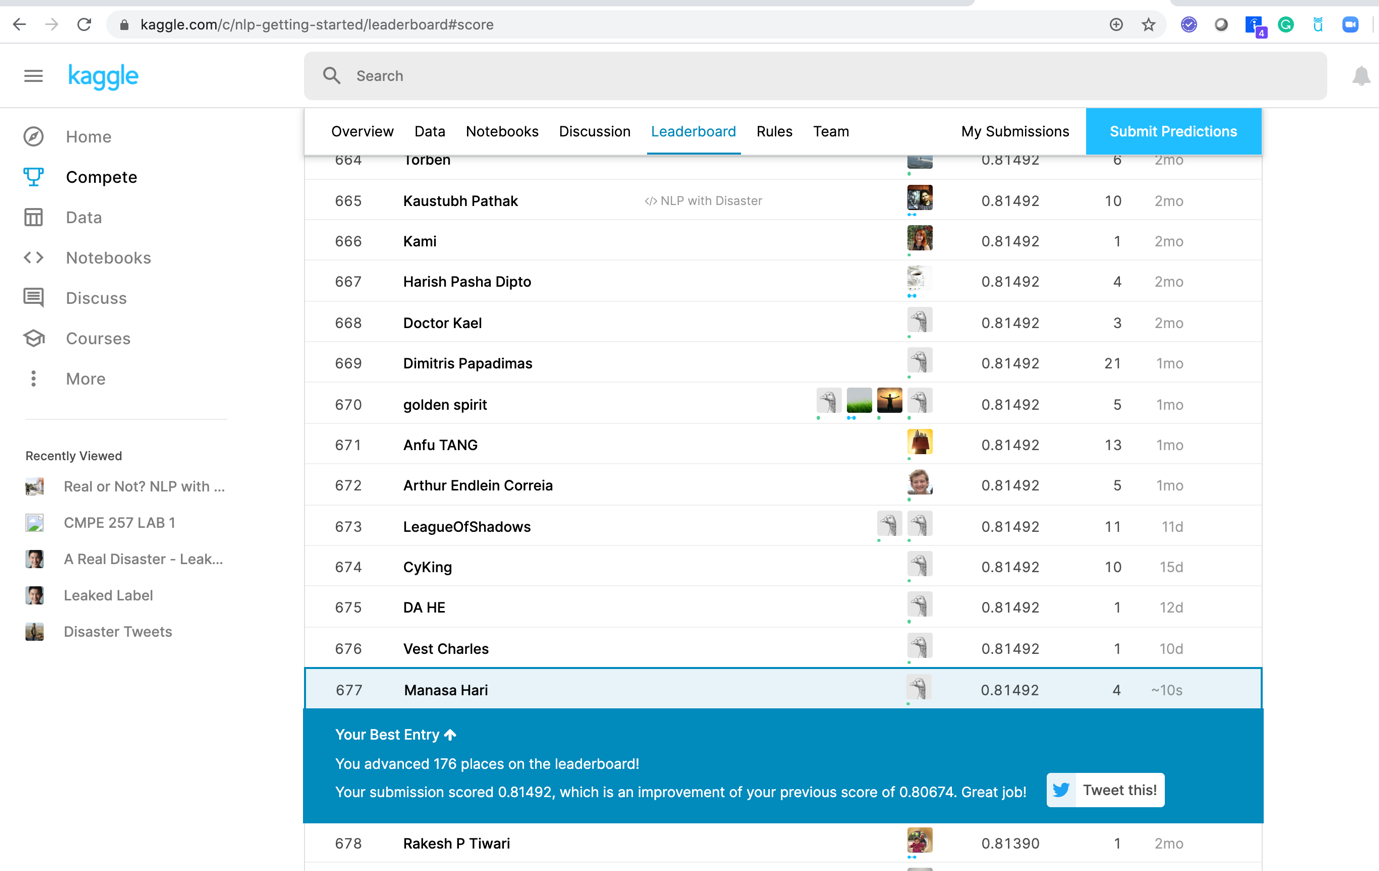 kaggle.com/c/nlp-getting-started/leaderboard#score
4
kaggle
Search
Home
Compete
Data
Notebooks
Discuss
Courses
More
Recently Viewed
Real or Not? NLP with ...
CMPE 257 LAB 1
A Real Disaster - Leak...
Leaked Label
Disaster Tweets
Overview Data Notebooks Discussion Leaderboard Rules Team My Submissions Submit Predictions
664 Torben 0.81492 6 2mo
665 Kaustubh Pathak </> NLP with Disaster 0.81492 10 2mo
666 Kami 0.81492 1 2mo
667 Harish Pasha Dipto 0.81492 4 2mo
668 Doctor Kael 0.81492 3 2mo
669 Dimitris Papadimas 0.81492 21 1mo
670 golden spirit 0.81492 5 1mo
671 Anfu TANG 0.81492 13 1mo
672 Arthur Endlein Correia 0.81492 5 1mo
673 LeagueOfShadows 0.81492 11 11d
674 CyKing 0.81492 10 15d
675 DA HE 0.81492 1 12d
676 Vest Charles 0.81492 1 10d
677 Manasa Hari 0.81492 4 ~10s
Your Best Entry ↑
You advanced 176 places on the leaderboard!
Your submission scored 0.81492, which is an improvement of your previous score of 0.80674. Great job! Tweet this!
678 Rakesh P Tiwari 0.81390 1 2mo